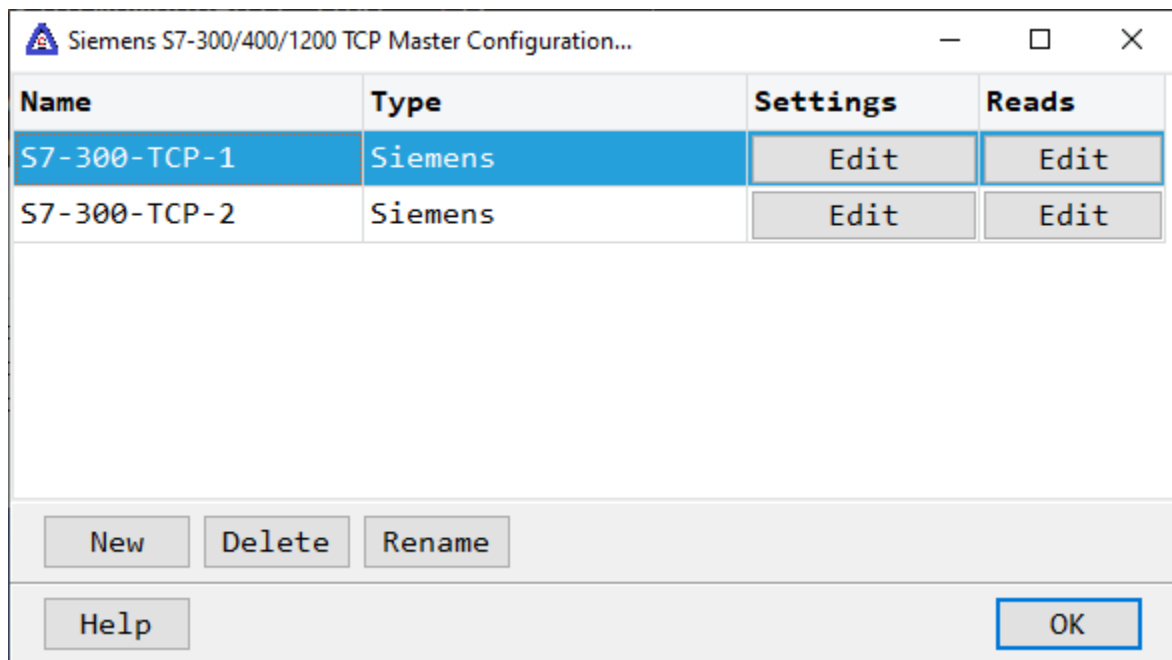 Siemens S7-300/400/1200 TCP Master Configuration...
Name Type Settings Reads
S7-300-TCP-1 Siemens Edit Edit
S7-300-TCP-2 Siemens Edit Edit
New Delete Rename
Help OK